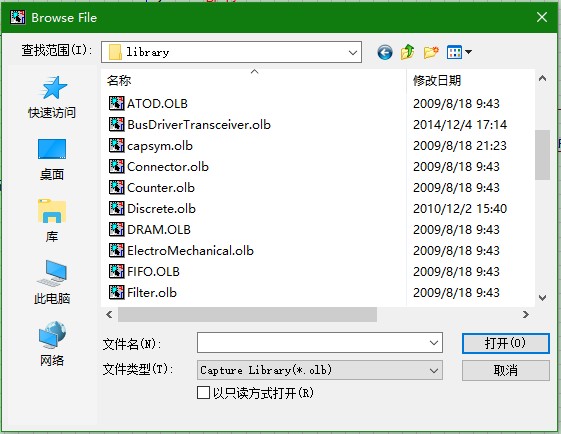 Browse File
查找范围(I):
library
名称 修改日期
ATOD.OLB 2009/8/18 9:43
BusDriverTransceiver.olb 2014/12/4 17:14
capsym.olb 2009/8/18 21:23
Connector.olb 2009/8/18 9:43
Counter.olb 2009/8/18 9:43
Discrete.olb 2010/12/2 15:40
DRAM.OLB 2009/8/18 9:43
ElectroMechanical.olb 2009/8/18 9:43
FIFO.OLB 2009/8/18 9:43
Filter.olb 2009/8/18 9:43
快速访问
桌面
库
此电脑
网络
文件名(N):
打开(O)
文件类型(T):
Capture Library(*.olb)
取消
以只读方式打开(R)